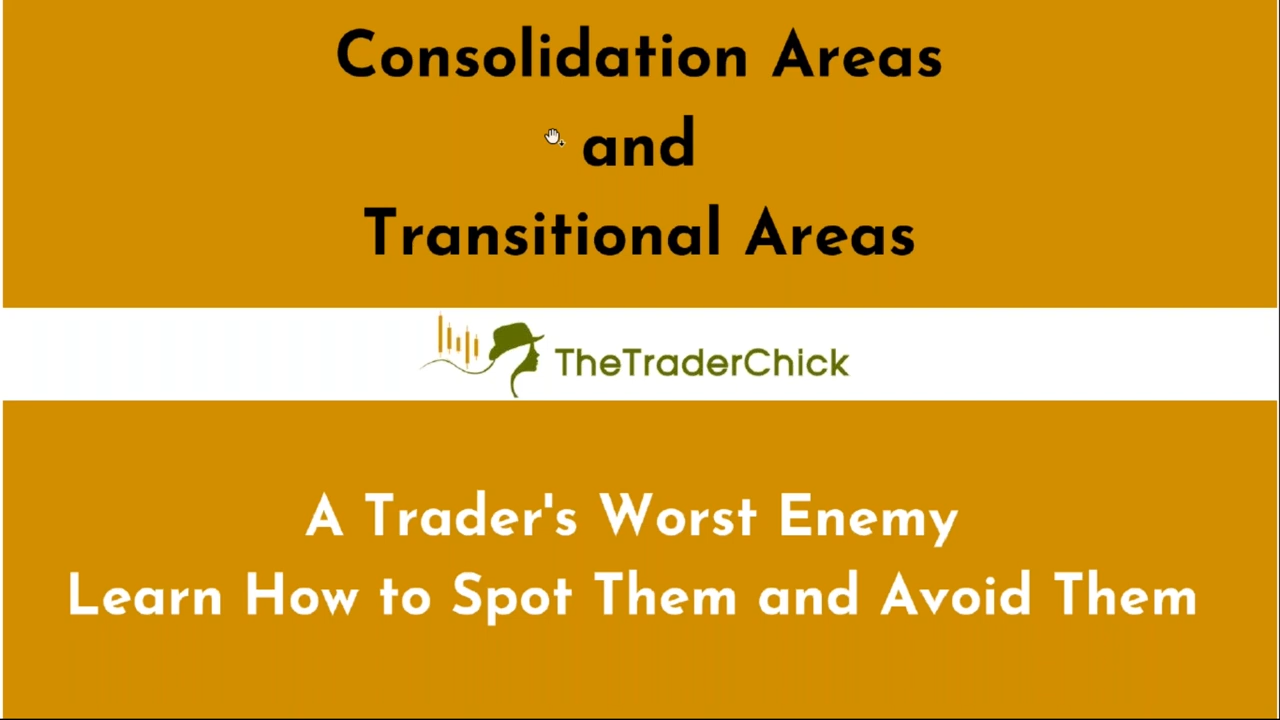 Consolidation Areas
and
Transitional Areas
TheTraderChick
A Trader's Worst Enemy
Learn How to Spot Them and Avoid Them